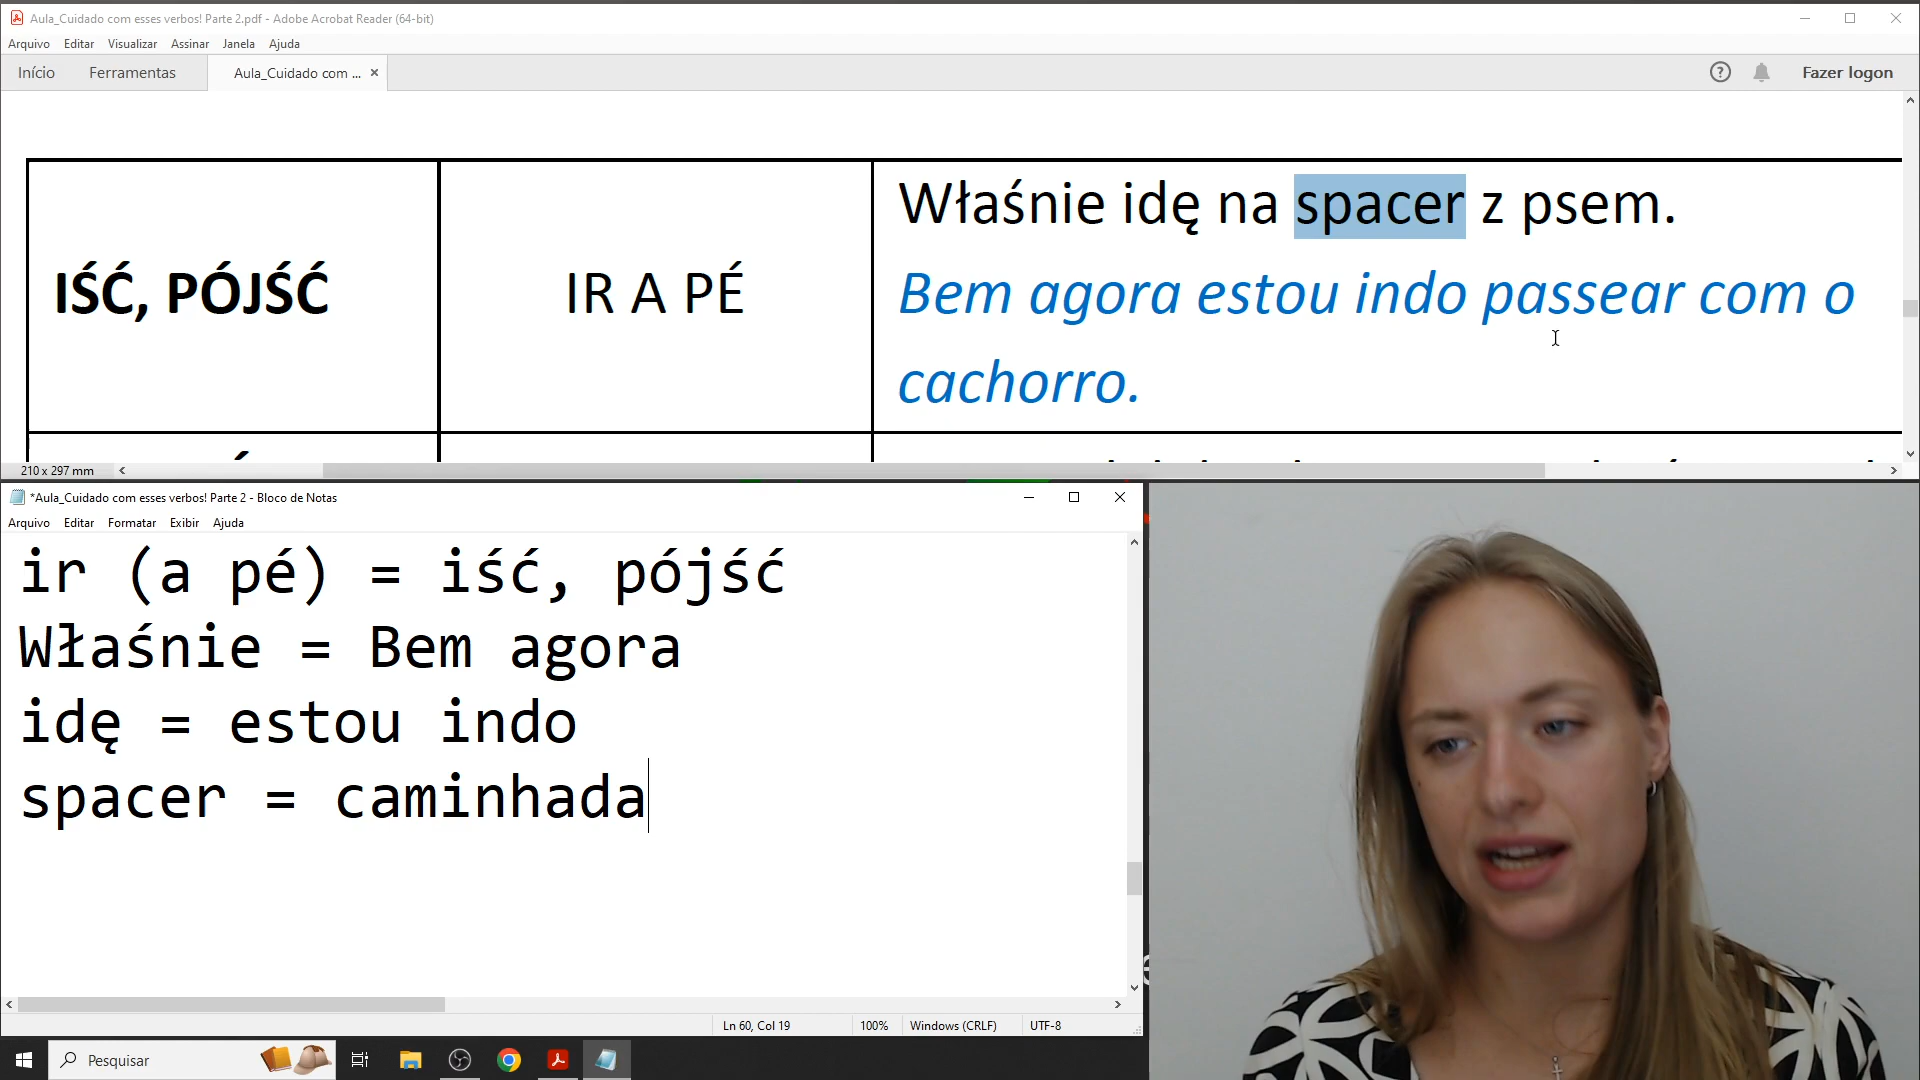 Aula_Cuidado com esses verbos! Parte 2.pdf - Adobe Acrobat Reader (64-bit)
Arquivo Editar Visualizar Assinar Janela Ajuda
Início Ferramentas Aula_Cuidado com ... Fazer logon
IŚĆ, PÓJŚĆ
IR A PÉ
Właśnie idę na spacer z psem.
Bem agora estou indo passear com o
cachorro.
210 x 297 mm
*Aula_Cuidado com esses verbos! Parte 2 - Bloco de Notas
Arquivo Editar Formatar Exibir Ajuda
ir (a pé) = iść, pójść
Właśnie = Bem agora
idę = estou indo
spacer = caminhada
Ln 60, Col 19 100% Windows (CRLF) UTF-8
Pesquisar